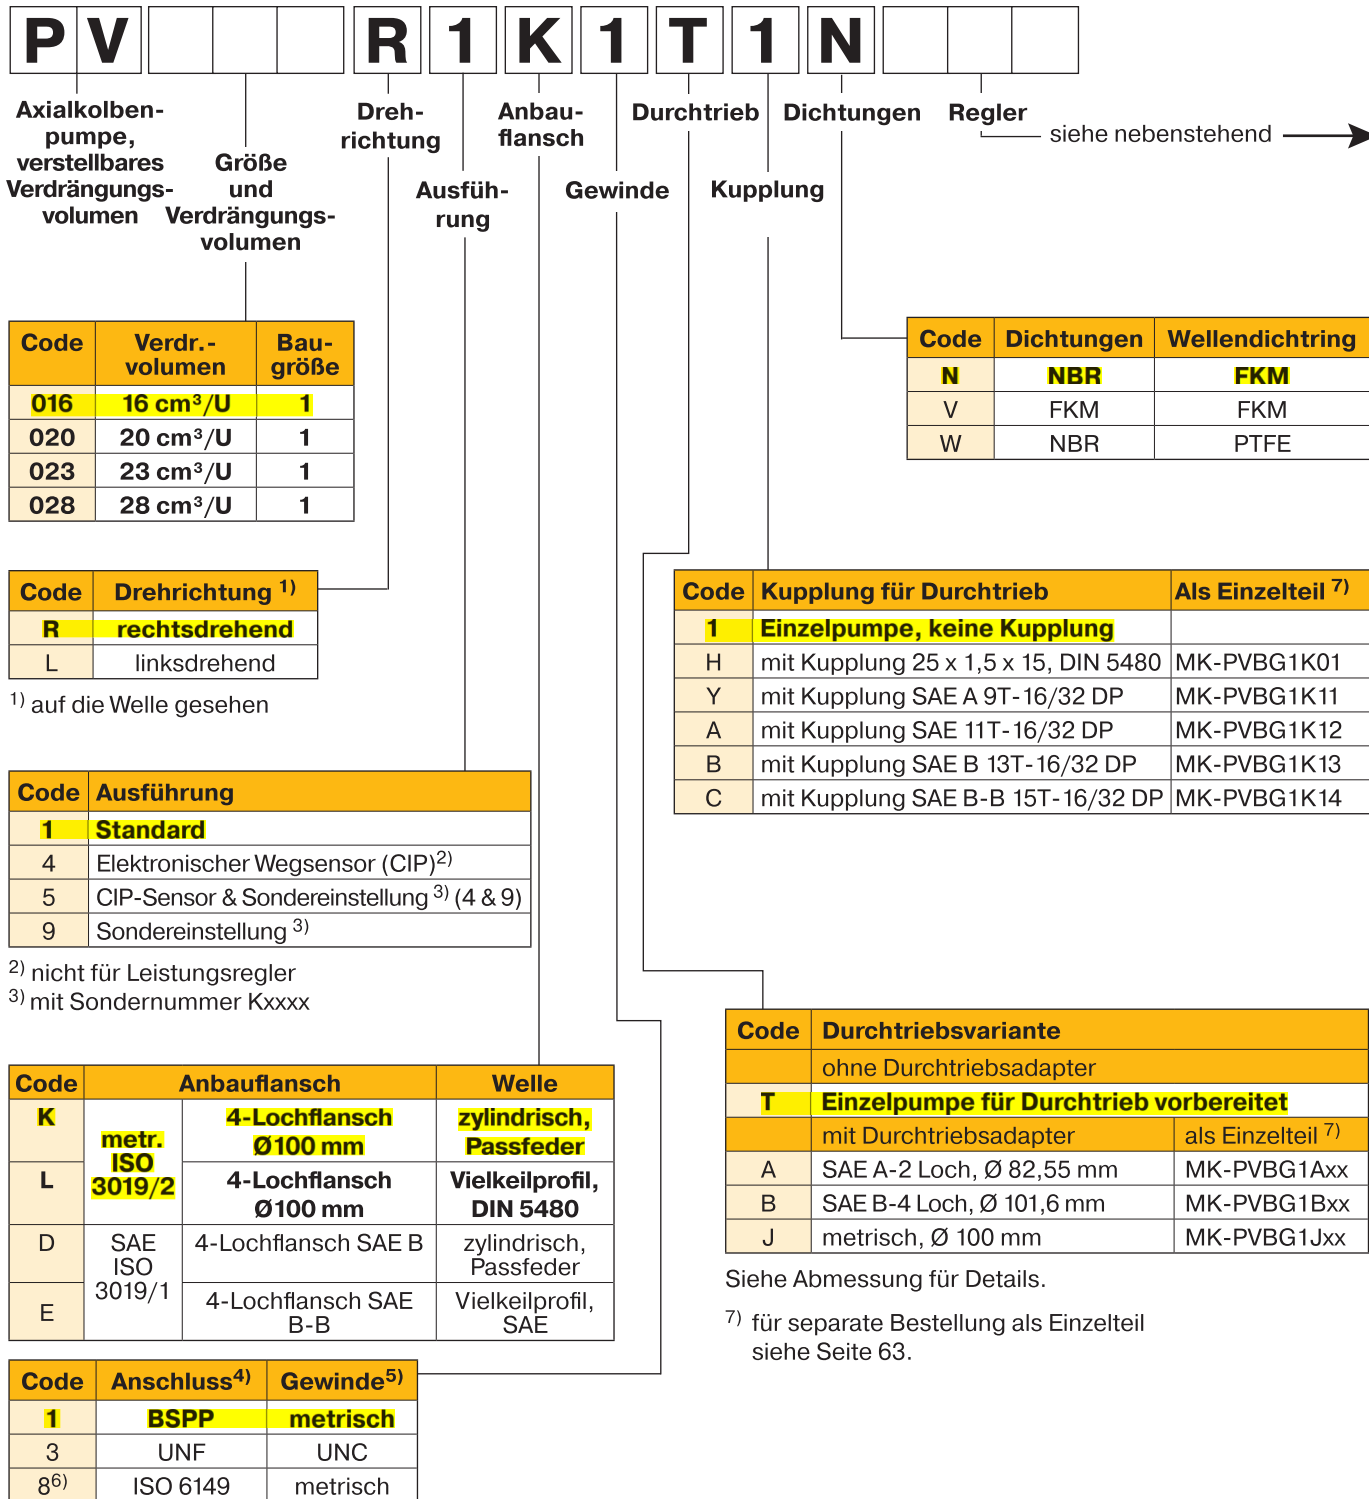 P V R 1 K 1 T 1 N
Axialkolben-
pumpe,
verstellbares
Verdrängungs-
volumen
Größe
und
Verdrängungs-
volumen
Dreh-
richtung
Ausfüh-
rung
Anbau-
flansch
Gewinde
Durchtrieb
Kupplung
Dichtungen
Regler
siehe nebenstehend
Code Verdr.-volumen Bau-größe
016 16 cm³/U 1
020 20 cm³/U 1
023 23 cm³/U 1
028 28 cm³/U 1
Code Dichtungen Wellendichtring
N NBR FKM
V FKM FKM
W NBR PTFE
Code Drehrichtung 1)
R rechtsdrehend
L linksdrehend
1) auf die Welle gesehen
Code Kupplung für Durchtrieb Als Einzelteil 7)
1 Einzelpumpe, keine Kupplung
H mit Kupplung 25 x 1,5 x 15, DIN 5480 MK-PVBG1K01
Y mit Kupplung SAE A 9T-16/32 DP MK-PVBG1K11
A mit Kupplung SAE 11T-16/32 DP MK-PVBG1K12
B mit Kupplung SAE B 13T-16/32 DP MK-PVBG1K13
C mit Kupplung SAE B-B 15T-16/32 DP MK-PVBG1K14
Code Ausführung
1 Standard
4 Elektronischer Wegsensor (CIP)2)
5 CIP-Sensor & Sondereinstellung 3) (4 & 9)
9 Sondereinstellung 3)
2) nicht für Leistungsregler
3) mit Sondernummer Kxxxx
Code Durchtriebsvariante
ohne Durchtriebsadapter
T Einzelpumpe für Durchtrieb vorbereitet
mit Durchtriebsadapter als Einzelteil 7)
A SAE A-2 Loch, Ø 82,55 mm MK-PVBG1Axx
B SAE B-4 Loch, Ø 101,6 mm MK-PVBG1Bxx
J metrisch, Ø 100 mm MK-PVBG1Jxx
Siehe Abmessung für Details.
7) für separate Bestellung als Einzelteil
siehe Seite 63.
Code Anbauflansch Welle
K metr. ISO 3019/2 4-Lochflansch Ø100 mm zylindrisch, Passfeder
L 4-Lochflansch Ø100 mm Vielkeilprofil, DIN 5480
D SAE ISO 3019/1 4-Lochflansch SAE B zylindrisch, Passfeder
E 4-Lochflansch SAE B-B Vielkeilprofil, SAE
Code Anschluss4) Gewinde5)
1 BSPP metrisch
3 UNF UNC
86) ISO 6149 metrisch